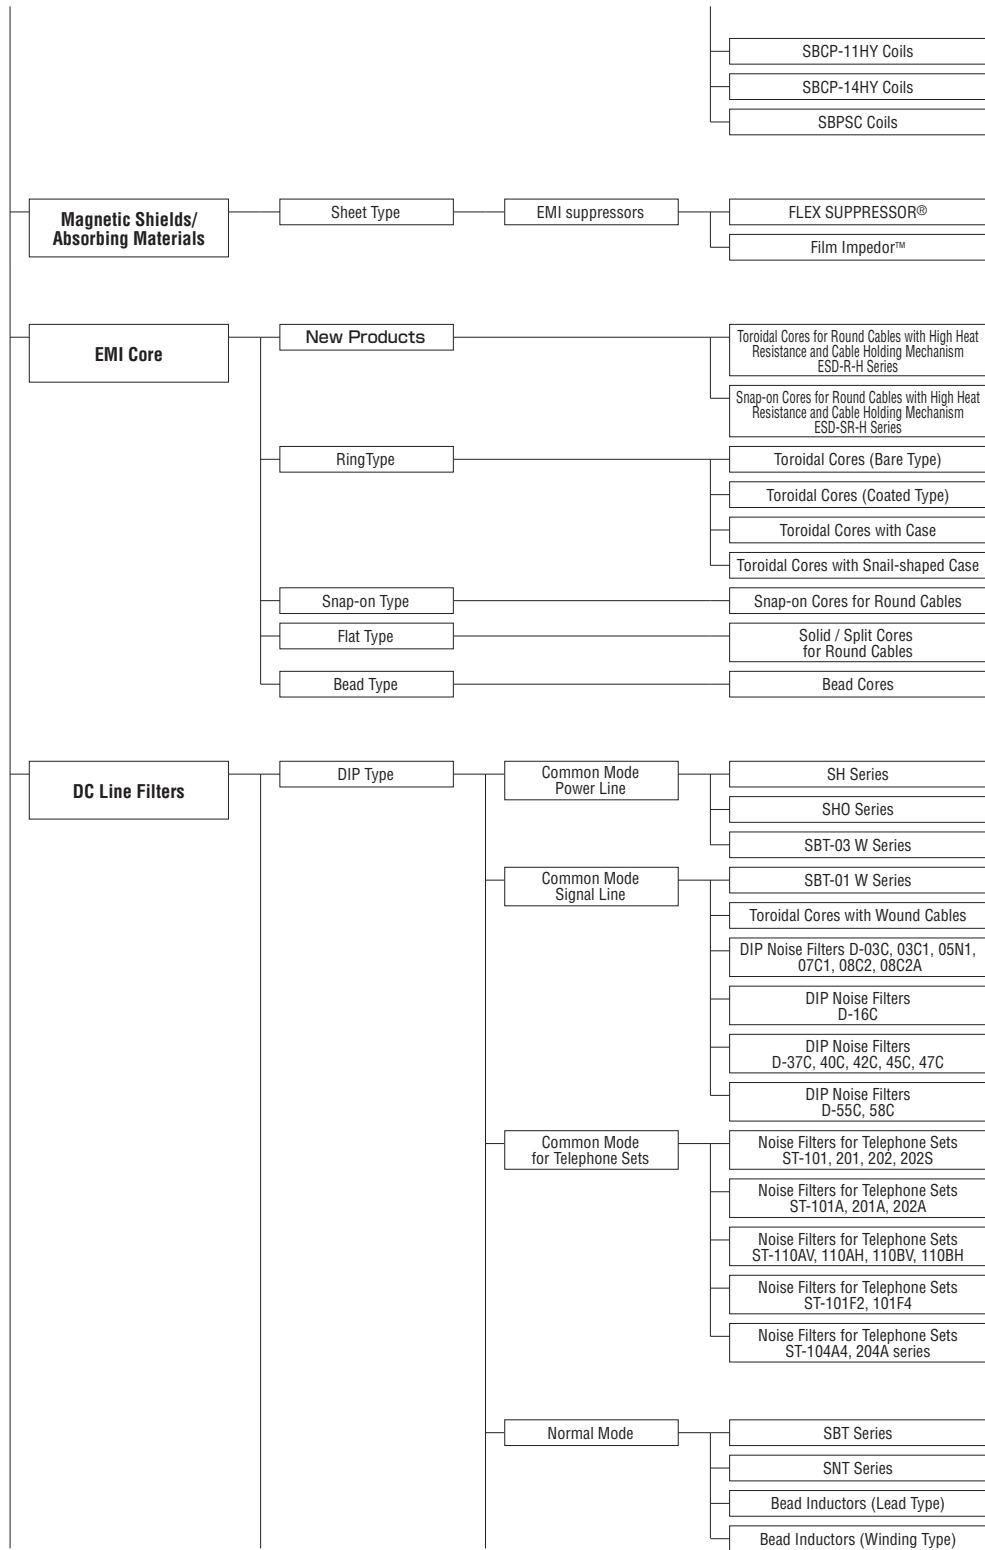 SBCP-11HY Coils
SBCP-14HY Coils
SBPSC Coils
Magnetic Shields/
Absorbing Materials
Sheet Type
EMI suppressors
FLEX SUPPRESSOR®
Film Impedor™
EMI Core
New Products
Toroidal Cores for Round Cables with High Heat
Resistance and Cable Holding Mechanism
ESD-R-H Series
Snap-on Cores for Round Cables with High Heat
Resistance and Cable Holding Mechanism
ESD-SR-H Series
RingType
Toroidal Cores (Bare Type)
Toroidal Cores (Coated Type)
Toroidal Cores with Case
Toroidal Cores with Snail-shaped Case
Snap-on Type
Snap-on Cores for Round Cables
Flat Type
Solid / Split Cores
for Round Cables
Bead Type
Bead Cores
DC Line Filters
DIP Type
Common Mode
Power Line
SH Series
SHO Series
SBT-03 W Series
Common Mode
Signal Line
SBT-01 W Series
Toroidal Cores with Wound Cables
DIP Noise Filters D-03C, 03C1, 05N1,
07C1, 08C2, 08C2A
DIP Noise Filters
D-16C
DIP Noise Filters
D-37C, 40C, 42C, 45C, 47C
DIP Noise Filters
D-55C, 58C
Common Mode
for Telephone Sets
Noise Filters for Telephone Sets
ST-101, 201, 202, 202S
Noise Filters for Telephone Sets
ST-101A, 201A, 202A
Noise Filters for Telephone Sets
ST-110AV, 110AH, 110BV, 110BH
Noise Filters for Telephone Sets
ST-101F2, 101F4
Noise Filters for Telephone Sets
ST-104A4, 204A series
Normal Mode
SBT Series
SNT Series
Bead Inductors (Lead Type)
Bead Inductors (Winding Type)